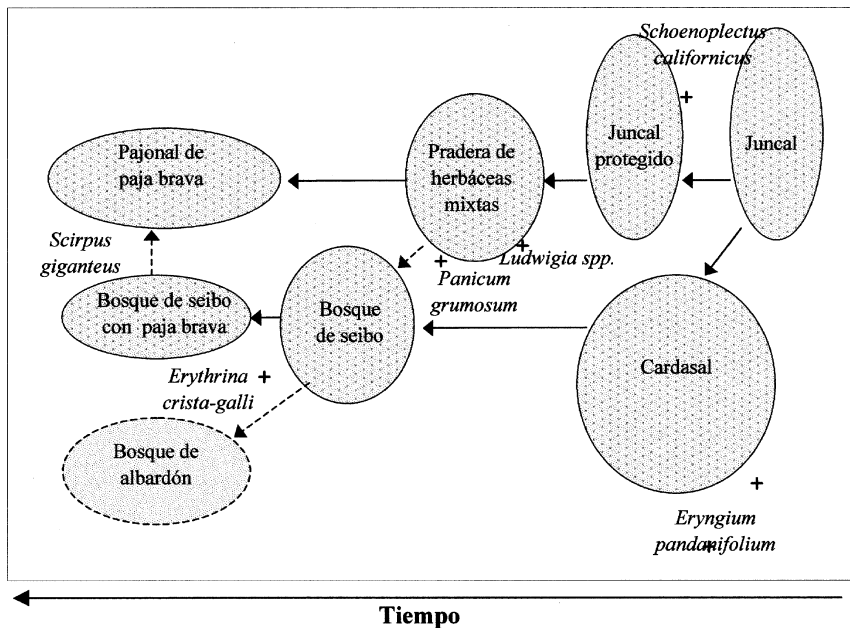 Schoenoplectus
californicus
+
Juncal
protegido
Juncal
Pajonal de
paja brava
Pradera de
herbáceas
mixtas
Scirpus
giganteus
+
+
Ludwigia spp.
Panicum
grumosum
Bosque de seibo
con paja brava
Bosque
de seibo
Cardasal
Erythrina
crista-galli
+
Bosque de
albardón
+
Eryngium
pandanifolium
+
Tiempo